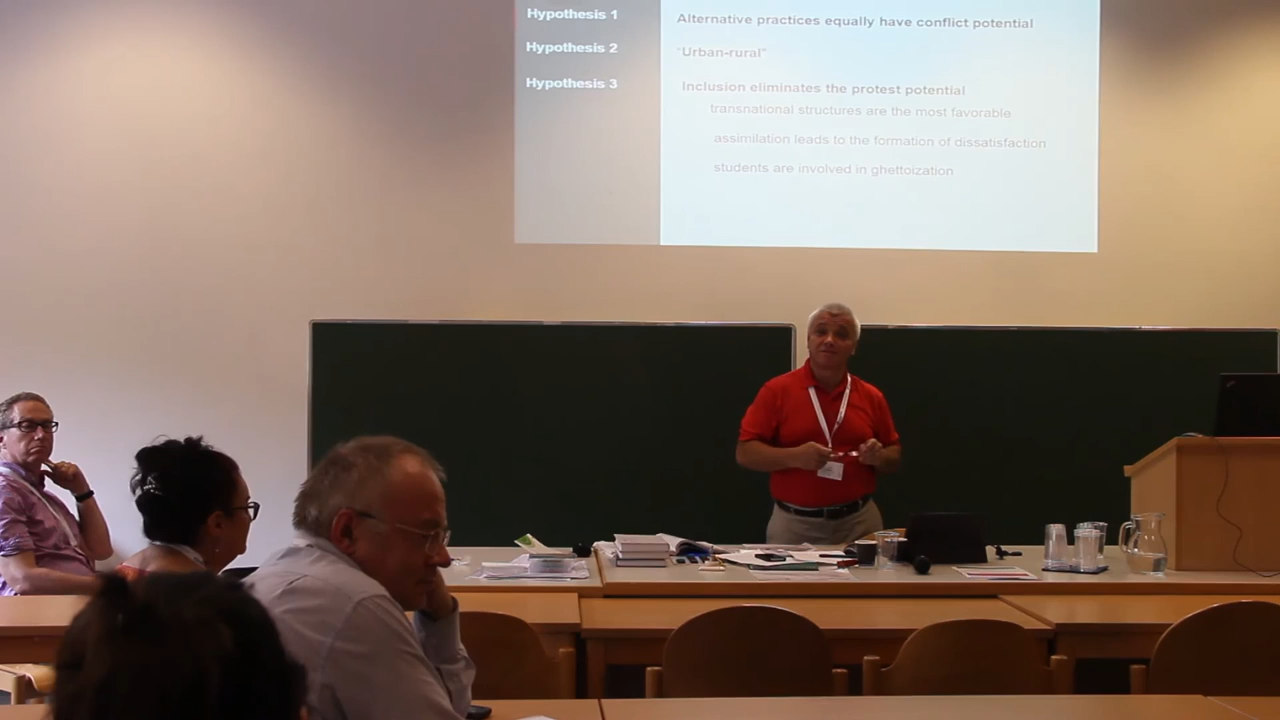 Hypothesis 1 Alternative practices equally have conflict potential
Hypothesis 2 "Urban-rural"
Hypothesis 3 Inclusion eliminates the protest potential
transnational structures are the most favorable
assimilation leads to the formation of dissatisfaction
students are involved in ghettoization